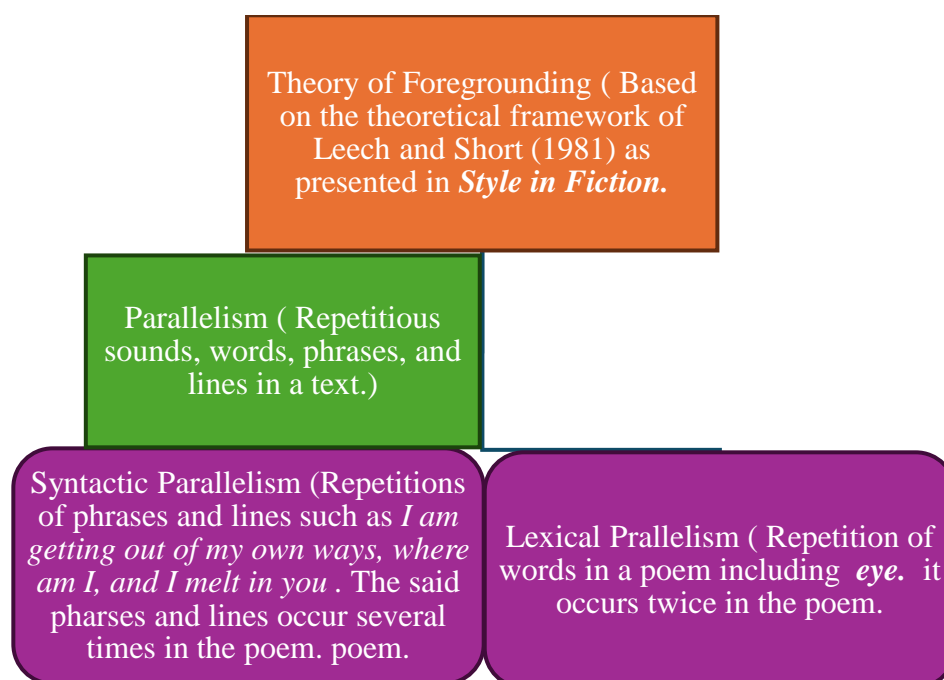 Theory of Foregrounding ( Based
on the theoretical framework of
Leech and Short (1981) as
presented in Style in Fiction.
Parallelism ( Repetitious
sounds, words, phrases, and
lines in a text.)
Syntactic Parallelism (Repetitions
of phrases and lines such as I am
getting out of my own ways, where
am I, and I melt in you . The said
pharses and lines occur several
times in the poem. poem.
Lexical Prallelism ( Repetition of
words in a poem including eye. it
occurs twice in the poem.